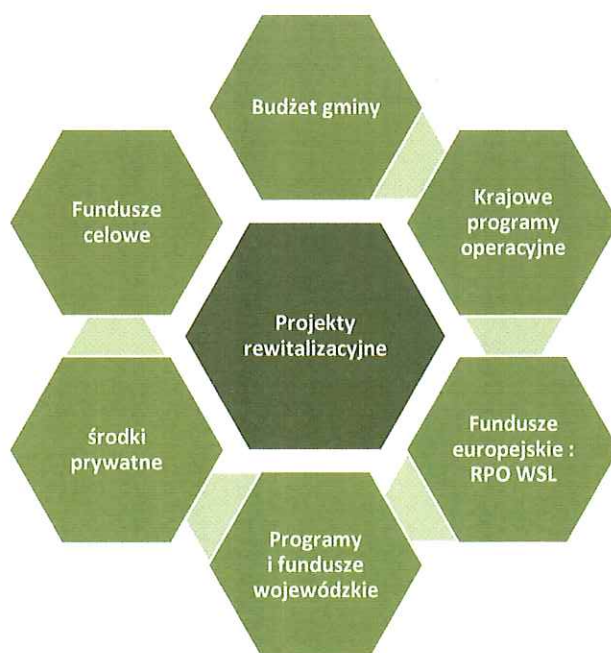 Budżet gminy
Krajowe
programy
operacyjne
Fundusze
europejskie :
RPO WSL
Programy
i fundusze
wojewódzkie
środki
prywatne
Fundusze
celowe
Projekty
rewitalizacyjne